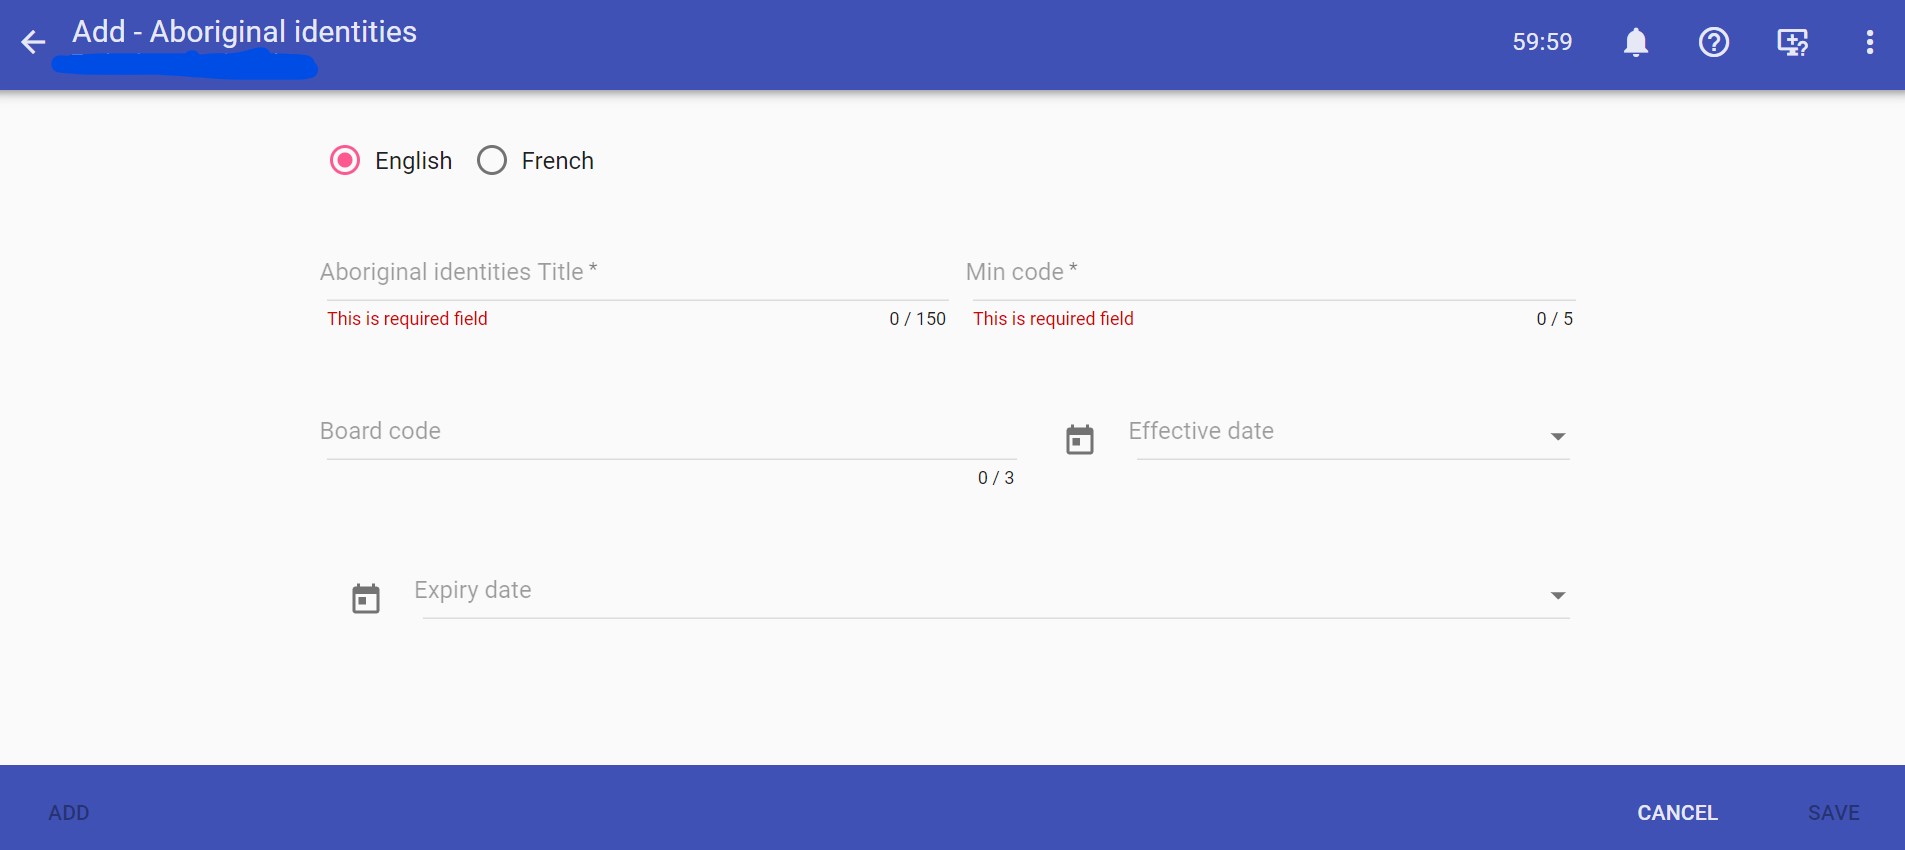 Add - Aboriginal identities
59:59
English
French
Aboriginal identities Title *
Min code *
This is required field
0 / 150
This is required field
0 / 5
Board code
Effective date
0 / 3
Expiry date
ADD
CANCEL
SAVE